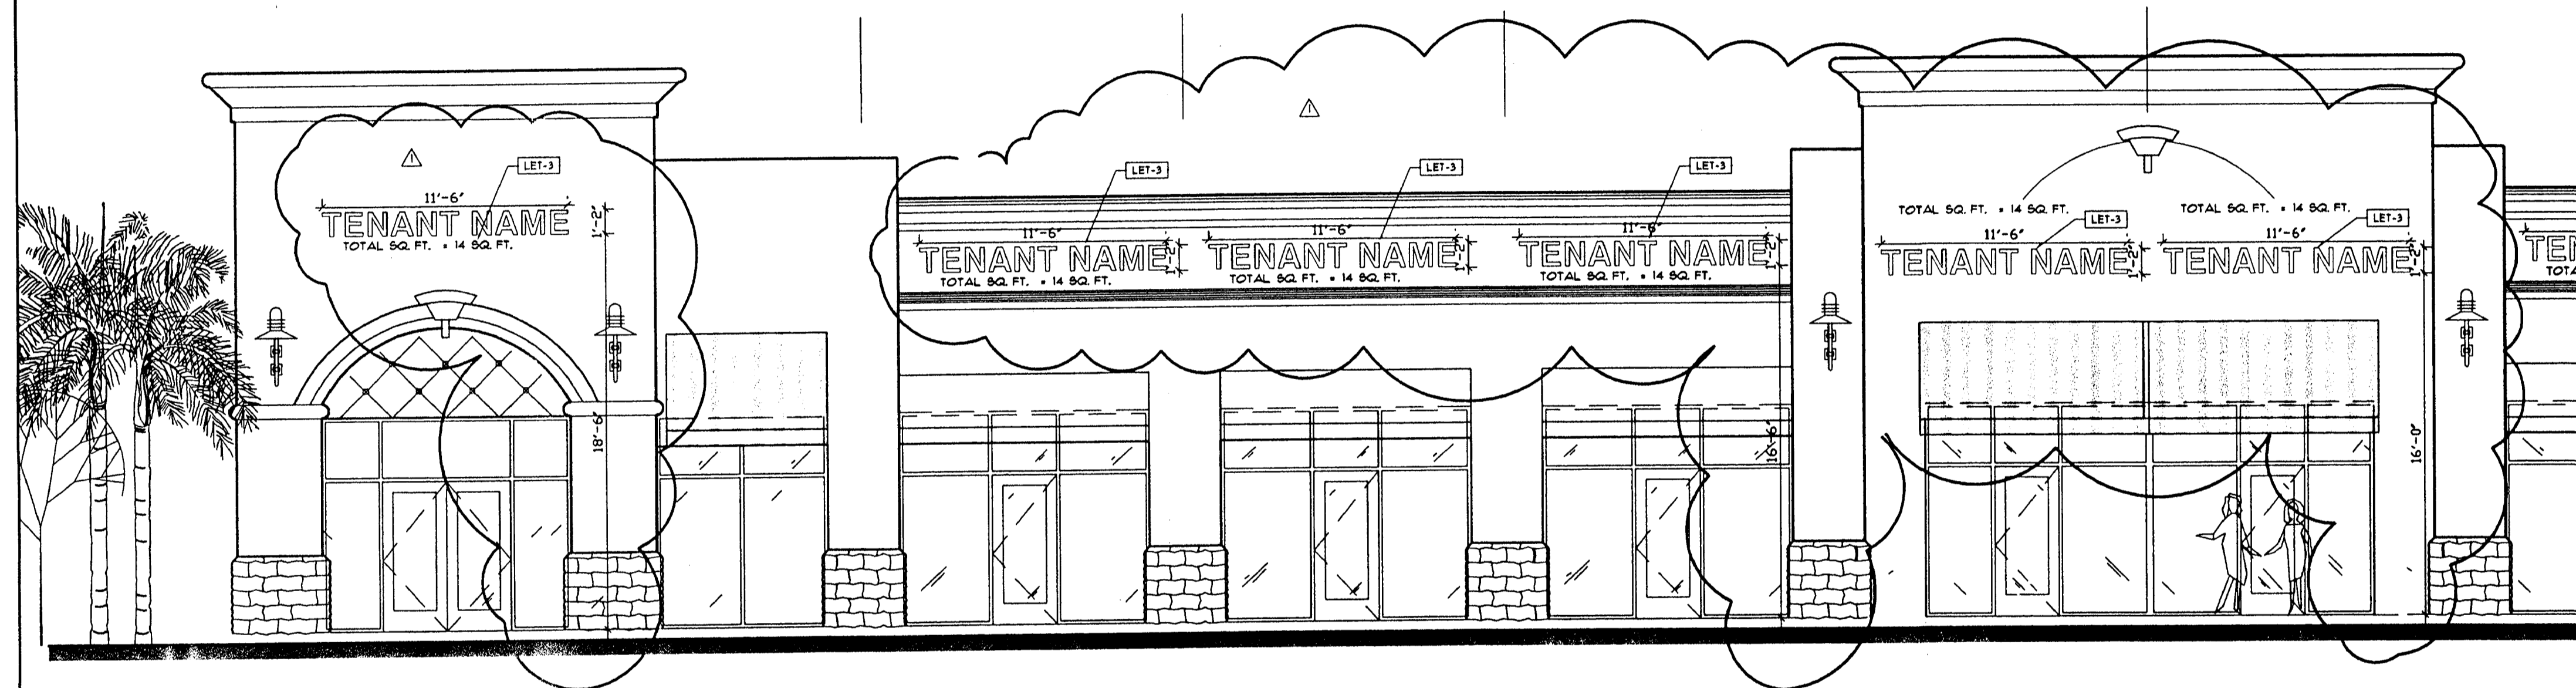 LET-3
11'-6"
TENANT NAME
1'-2"
TOTAL SQ. FT. = 14 SQ. FT.
18'-6"
LET-3
11'-6"
TENANT NAME
1'-2"
TOTAL SQ. FT. = 14 SQ. FT.
LET-3
11'-6"
TENANT NAME
1'-2"
TOTAL SQ. FT. = 14 SQ. FT.
LET-3
11'-6"
TENANT NAME
1'-2"
TOTAL SQ. FT. = 14 SQ. FT.
16'-6"
TOTAL SQ. FT. = 14 SQ. FT.
LET-3
11'-6"
TENANT NAME
1'-2"
TOTAL SQ. FT. = 14 SQ. FT.
LET-3
11'-6"
TENANT NAME
1'-2"
16'-0"